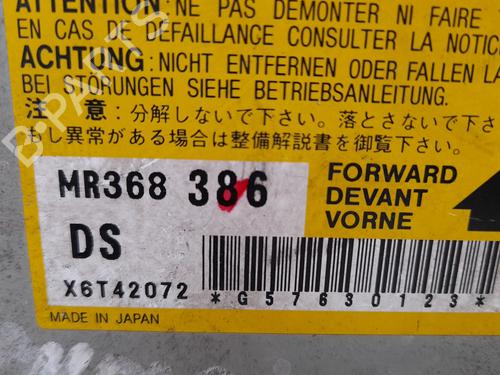 ATTENTION: NE PAS DEMONTER NI FAIRE
EN CAS DE DÉFAILLANCE CONSULTER LA NOTICE
ACHTUNG: NICHT ENTFERNEN ODER FALLEN LA
BEI STÖRUNGEN SIEHE BETRIEBSANLEITUNG.
注 意 : 分解しないで下さい。落とさないで下
もし異常がある場合は整備解説書を御覧下さい。
MR368 386
FORWARD
DEVANT
VORNE
DS
X6T42072
*G57630123*
MADE IN JAPAN
B-PARTS